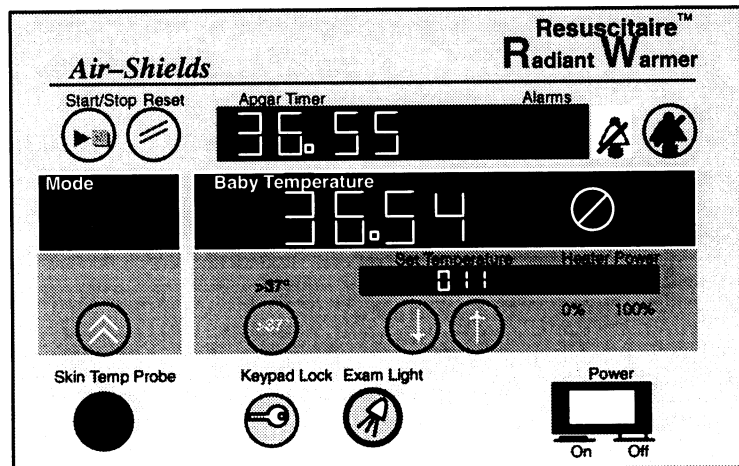 Resuscitaire™
Radiant Warmer
Air–Shields
Start/Stop Reset
Apgar Timer
Alarms
36.55
Mode
Baby Temperature
36.54
Set Temperature
Heater Power
>37°
011
>37°
0% 100%
Skin Temp Probe
Keypad Lock
Exam Light
Power
On Off